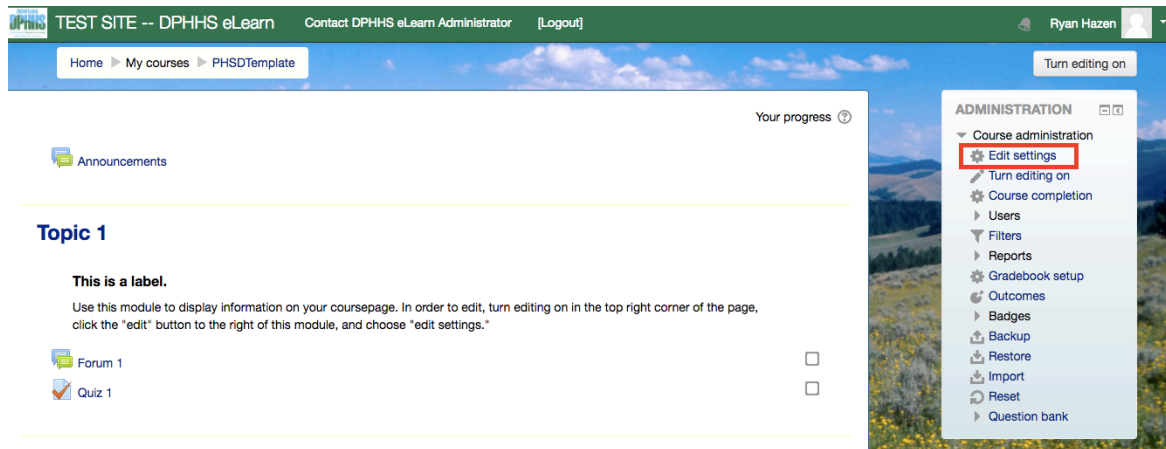 DPHHS TEST SITE -- DPHHS eLearn Contact DPHHS eLearn Administrator [Logout] Ryan Hazen
Home My courses PHSDTemplate
Turn editing on
Your progress
Announcements
Topic 1
This is a label.
Use this module to display information on your coursepage. In order to edit, turn editing on in the top right corner of the page,
click the "edit" button to the right of this module, and choose "edit settings."
Forum 1
Quiz 1
ADMINISTRATION
Course administration
Edit settings
Turn editing on
Course completion
Users
Filters
Reports
Gradebook setup
Outcomes
Badges
Backup
Restore
Import
Reset
Question bank